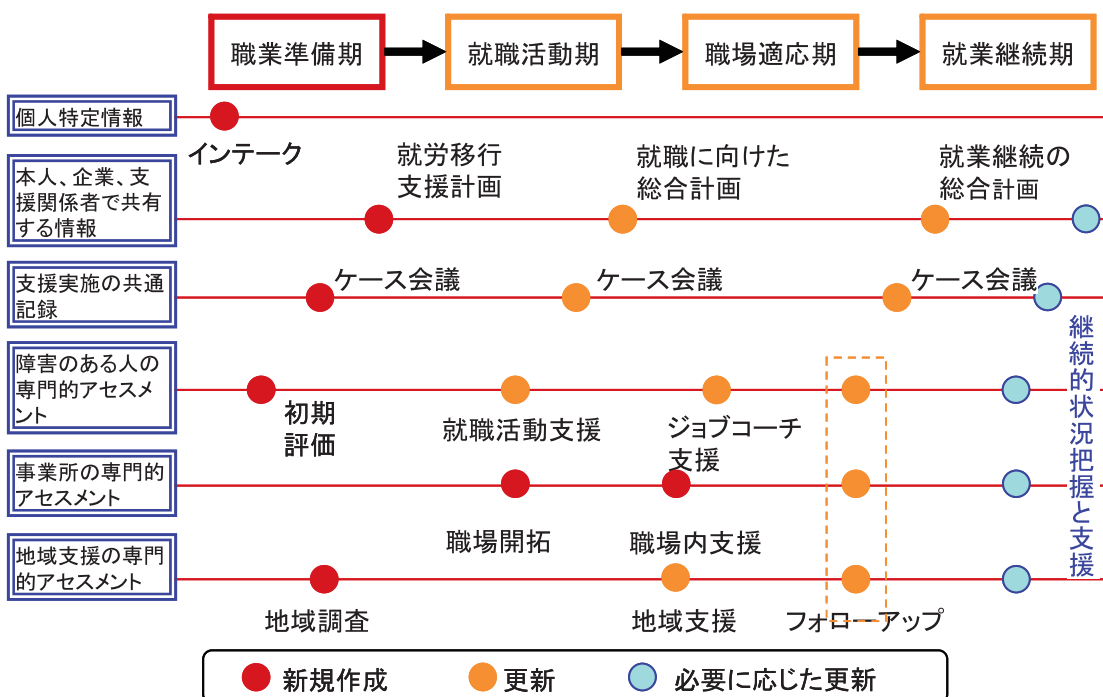 職業準備期
就職活動期
職場適応期
就業継続期
個人特定情報
インテーク
本人、企業、支
援関係者で共有
する情報
就労移行
支援計画
就職に向けた
総合計画
就業継続の
総合計画
支援実施の共通
記録
ケース会議
ケース会議
ケース会議
障害のある人の
専門的アセスメ
ント
初期
評価
就職活動支援
ジョブコーチ
支援
事業所の専門的
アセスメント
職場開拓
職場内支援
地域支援の専門
的アセスメント
地域調査
地域支援
フォローアップ
継続的状況把握と支援
新規作成
更新
必要に応じた更新